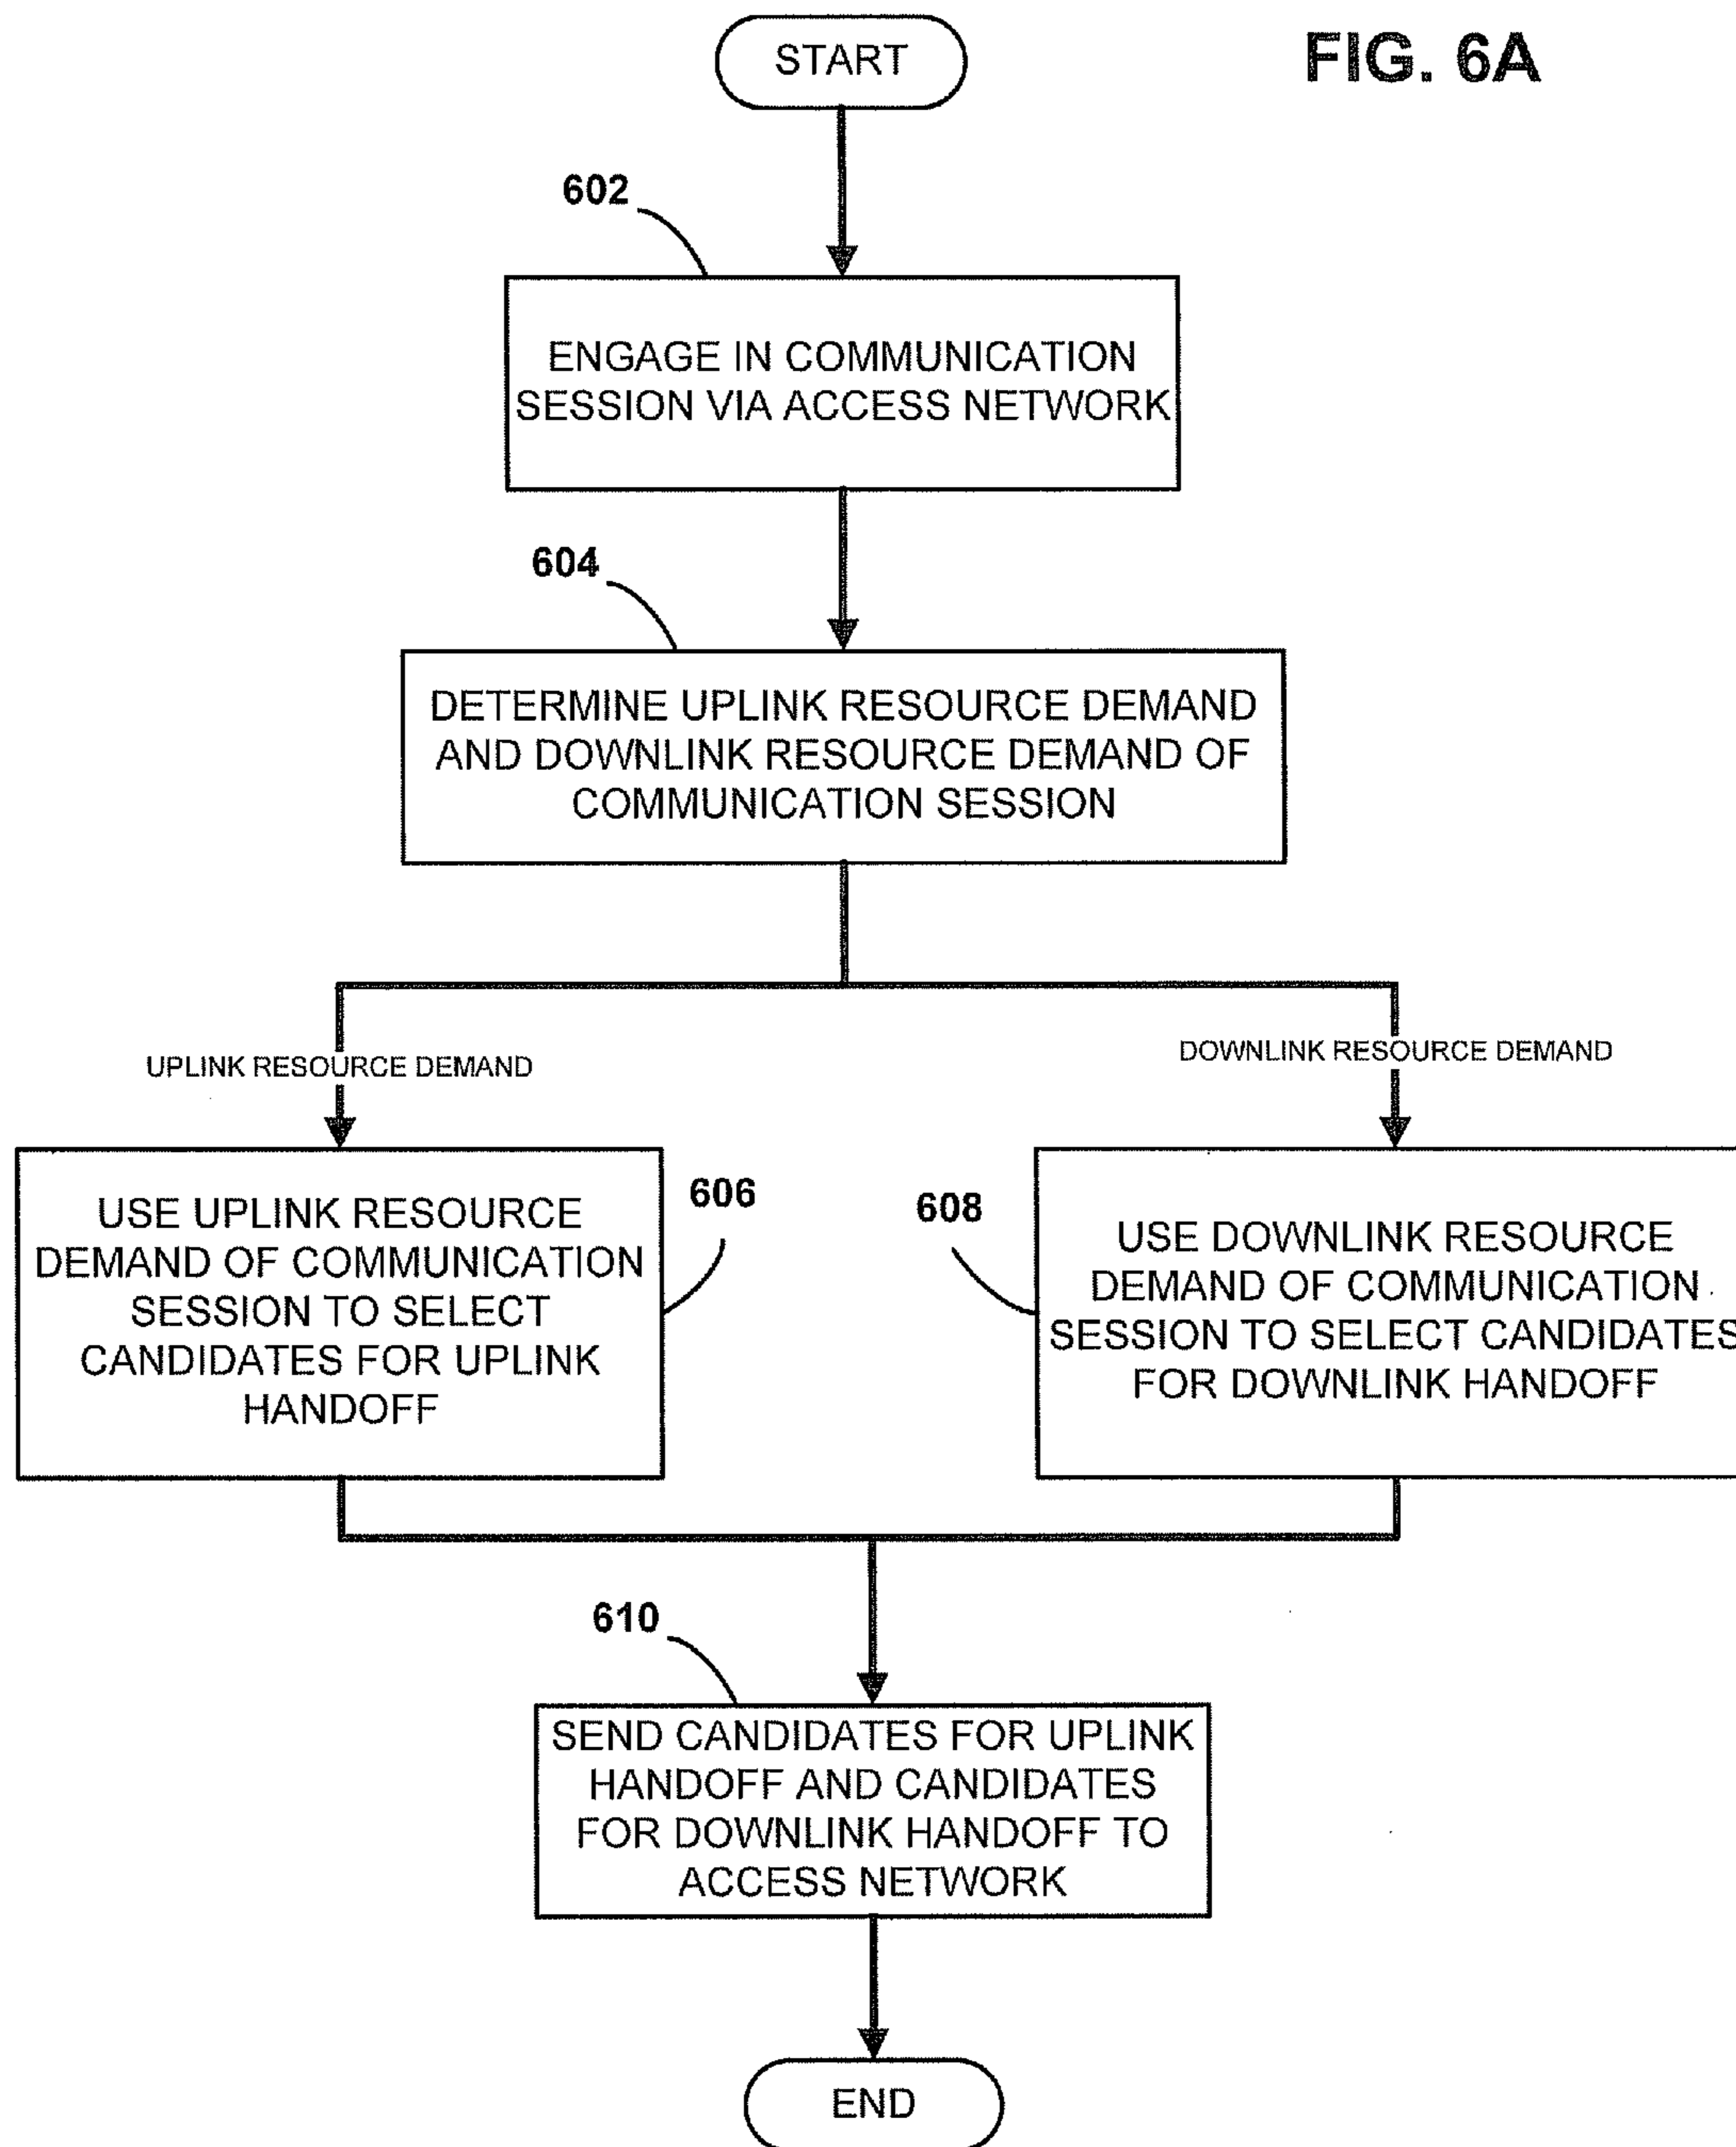 FIG. 6A
START
602
ENGAGE IN COMMUNICATION
SESSION VIA ACCESS NETWORK
604
DETERMINE UPLINK RESOURCE DEMAND
AND DOWNLINK RESOURCE DEMAND OF
COMMUNICATION SESSION
UPLINK RESOURCE DEMAND
DOWNLINK RESOURCE DEMAND
606
USE UPLINK RESOURCE
DEMAND OF COMMUNICATION
SESSION TO SELECT
CANDIDATES FOR UPLINK
HANDOFF
608
USE DOWNLINK RESOURCE
DEMAND OF COMMUNICATION
SESSION TO SELECT CANDIDATES
FOR DOWNLINK HANDOFF
610
SEND CANDIDATES FOR UPLINK
HANDOFF AND CANDIDATES
FOR DOWNLINK HANDOFF TO
ACCESS NETWORK
END